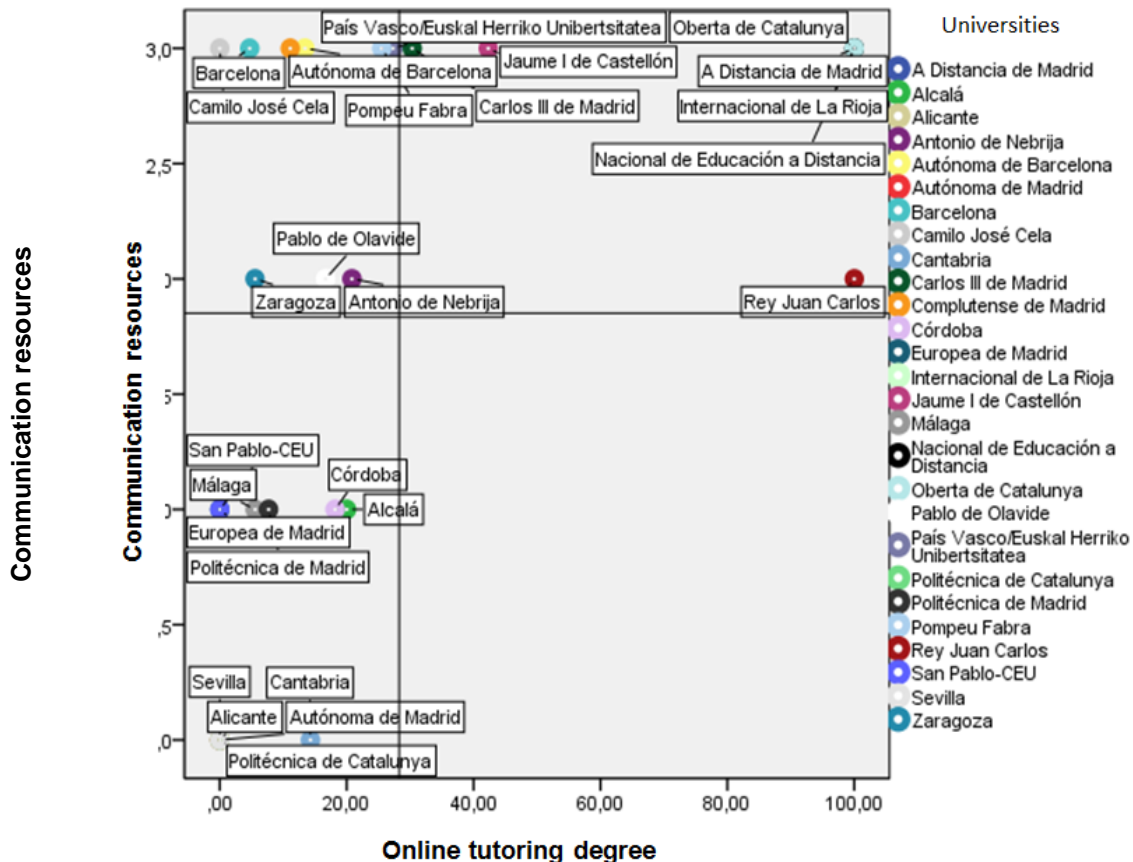 País Vasco/Euskal Herriko Unibertsitatea
Oberta de Catalunya
Universities
3,0
Jaume I de Castellón
Barcelona
Autónoma de Barcelona
A Distancia de Madrid
Camilo José Cela
Pompeu Fabra
Carlos III de Madrid
Internacional de La Rioja
2,5
Nacional de Educación a Distancia
Pablo de Olavide
0
Zaragoza
Antonio de Nebrija
Rey Juan Carlos
5
San Pablo-CEU
Málaga
Córdoba
0
Alcalá
Europea de Madrid
Politécnica de Madrid
,5
Sevilla
Cantabria
Alicante
Autónoma de Madrid
,0
Politécnica de Catalunya
,00
20,00
40,00
60,00
80,00
100,00
Online tutoring degree
Communication resources
Communication resources
A Distancia de Madrid
Alcalá
Alicante
Antonio de Nebrija
Autónoma de Barcelona
Autónoma de Madrid
Barcelona
Camilo José Cela
Cantabria
Carlos III de Madrid
Complutense de Madrid
Córdoba
Europea de Madrid
Internacional de La Rioja
Jaume I de Castellón
Málaga
Nacional de Educación a
Distancia
Oberta de Catalunya
Pablo de Olavide
País Vasco/Euskal Herriko
Unibertsitatea
Politécnica de Catalunya
Politécnica de Madrid
Pompeu Fabra
Rey Juan Carlos
San Pablo-CEU
Sevilla
Zaragoza